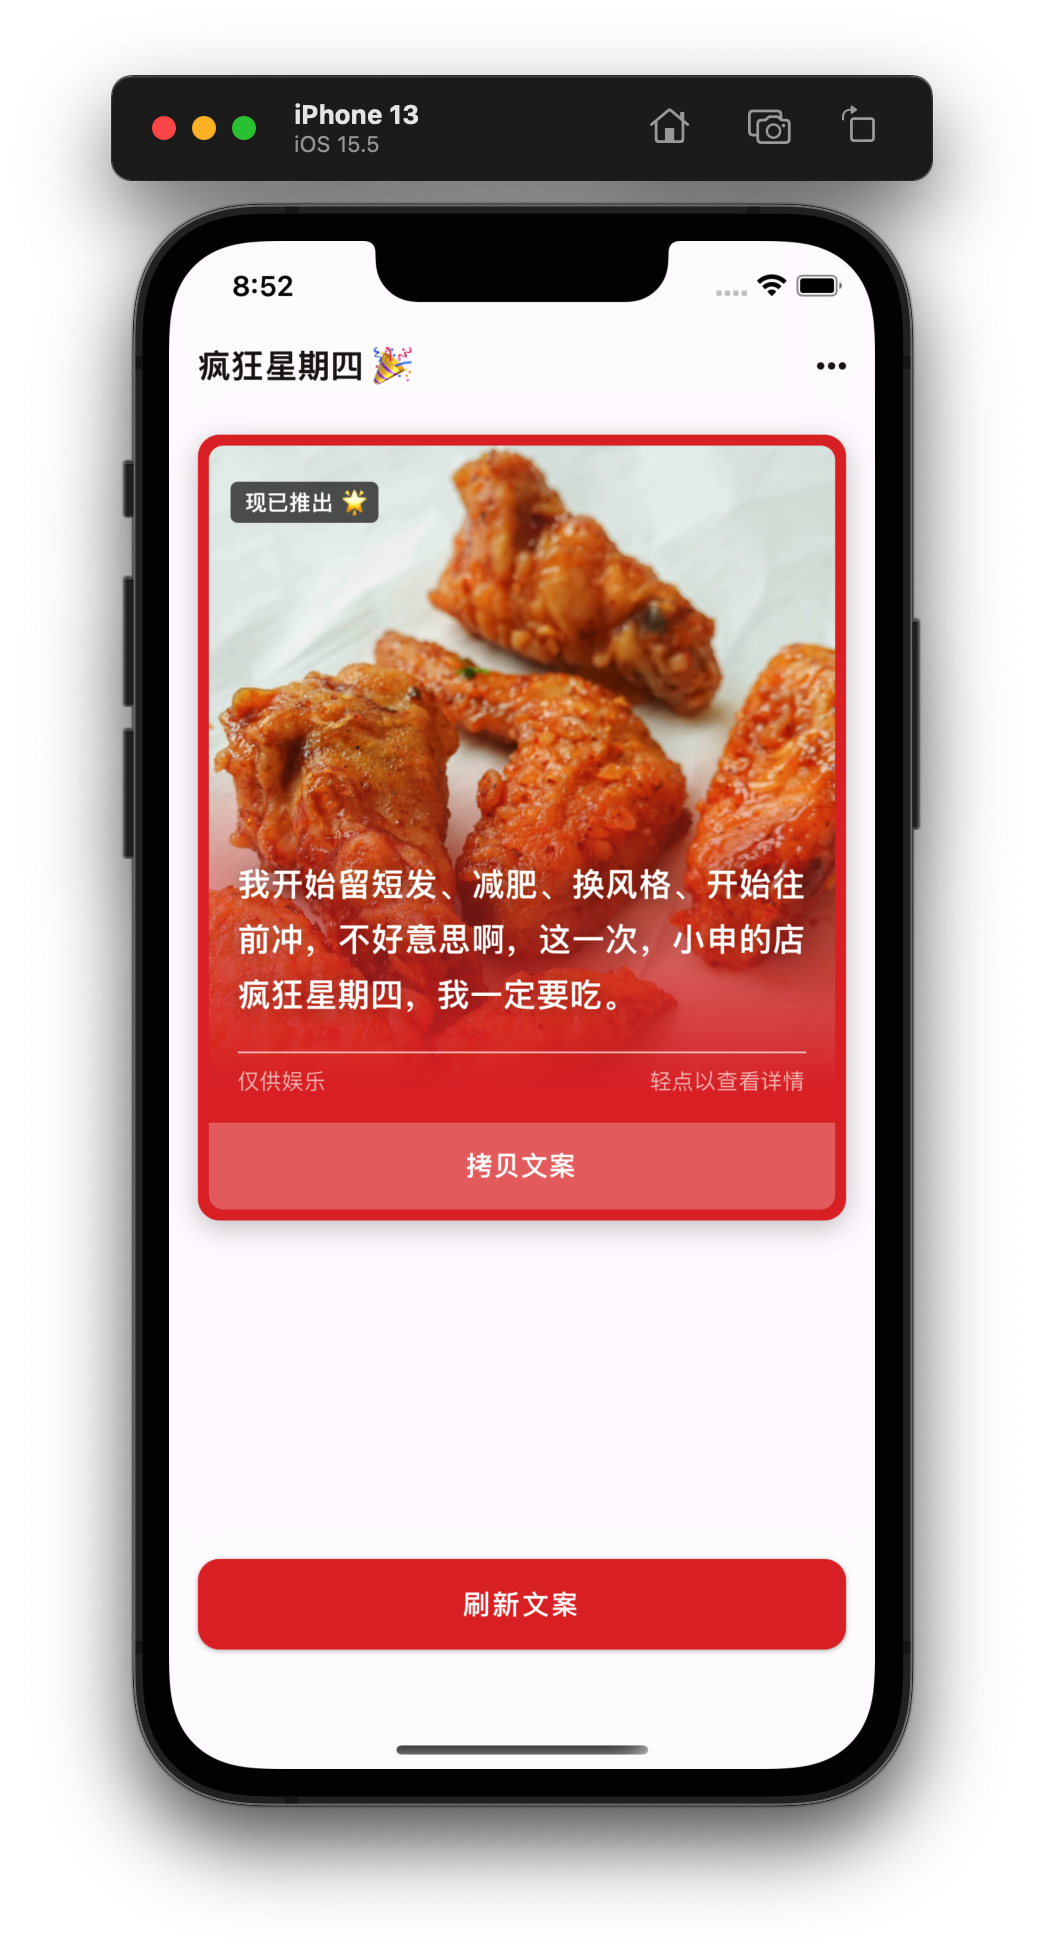 iPhone 13
iOS 15.5
8:52
疯狂星期四 🎉
现已推出 🌟
我开始留短发、减肥、换风格、开始往
前冲，不好意思啊，这一次，小申的店
疯狂星期四，我一定要吃。
仅供娱乐
轻点以查看详情
拷贝文案
刷新文案